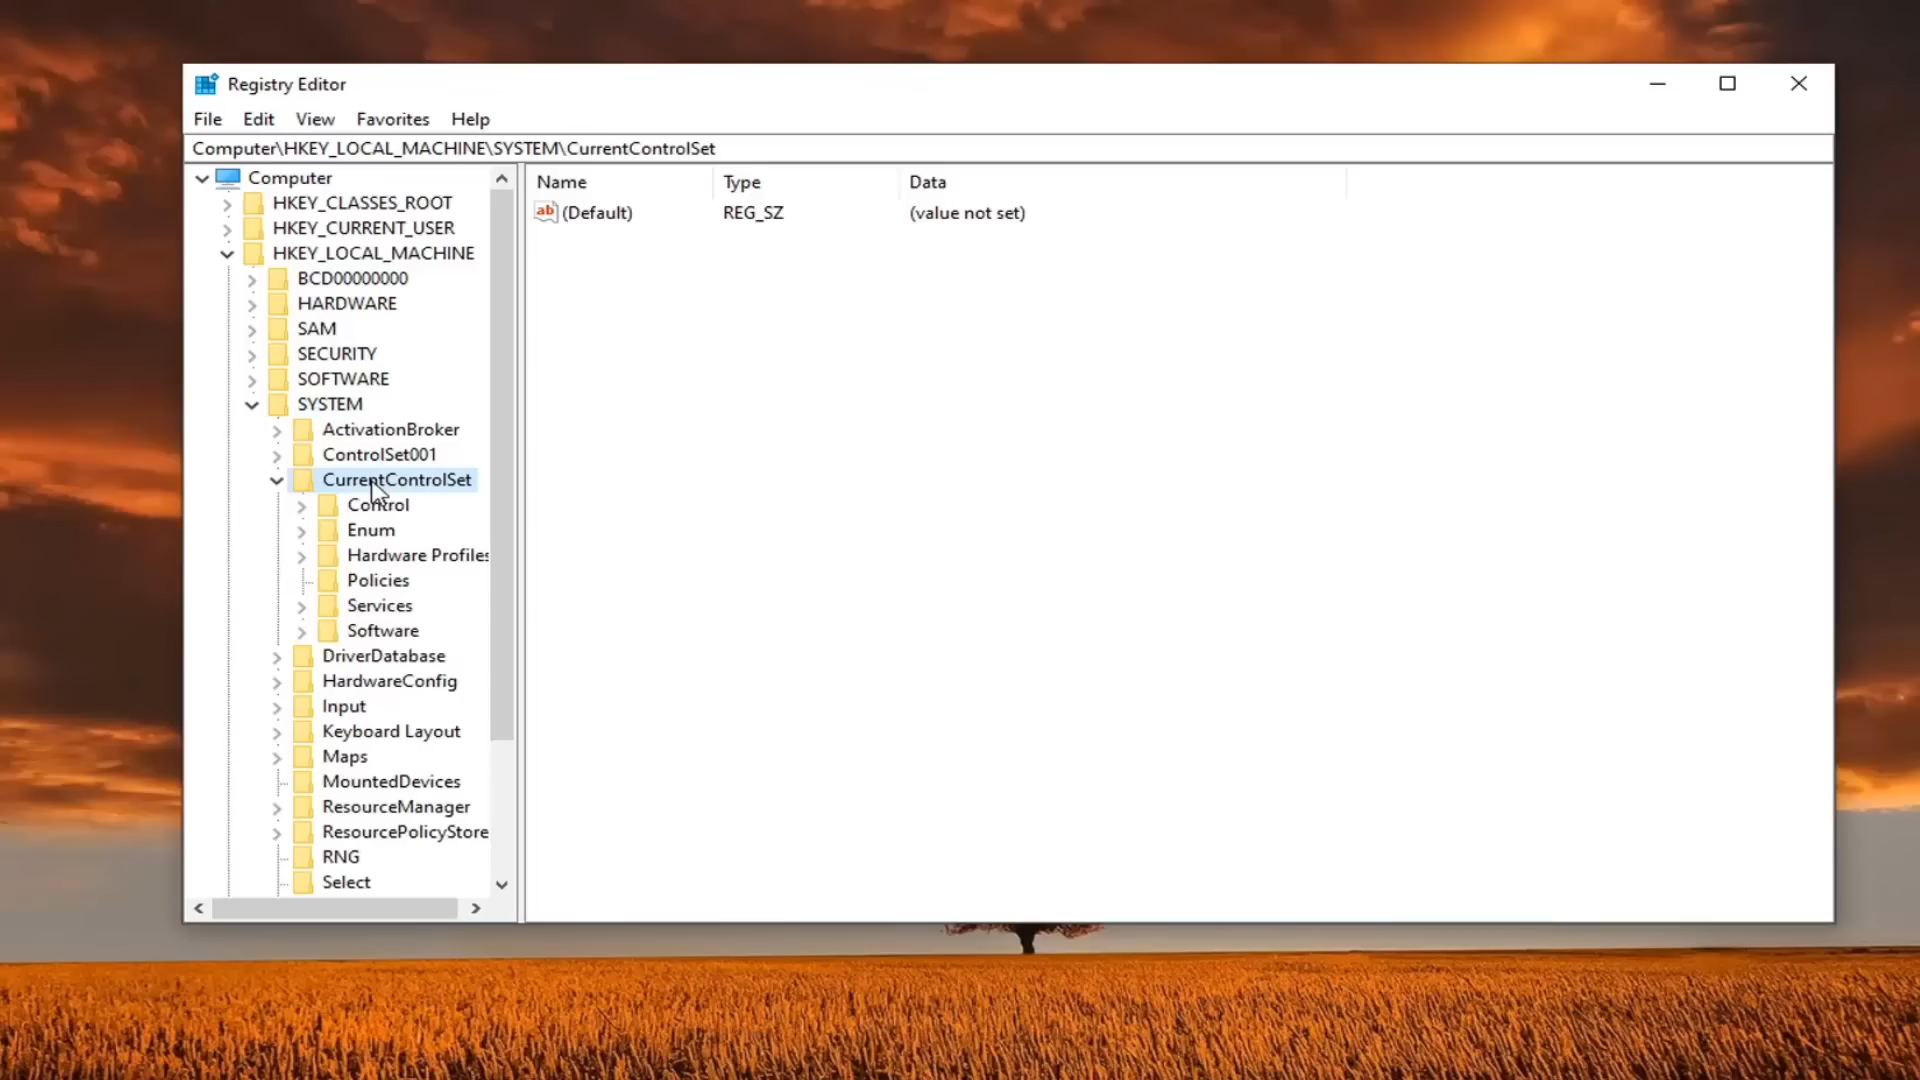 Registry Editor
File Edit View Favorites Help
Computer\HKEY_LOCAL_MACHINE\SYSTEM\CurrentControlSet
Computer
HKEY_CLASSES_ROOT
HKEY_CURRENT_USER
HKEY_LOCAL_MACHINE
BCD00000000
HARDWARE
SAM
SECURITY
SOFTWARE
SYSTEM
ActivationBroker
ControlSet001
CurrentControlSet
Control
Enum
Hardware Profiles
Policies
Services
Software
DriverDatabase
HardwareConfig
Input
Keyboard Layout
Maps
MountedDevices
ResourceManager
ResourcePolicyStore
RNG
Select
Name Type Data
ab (Default) REG_SZ (value not set)